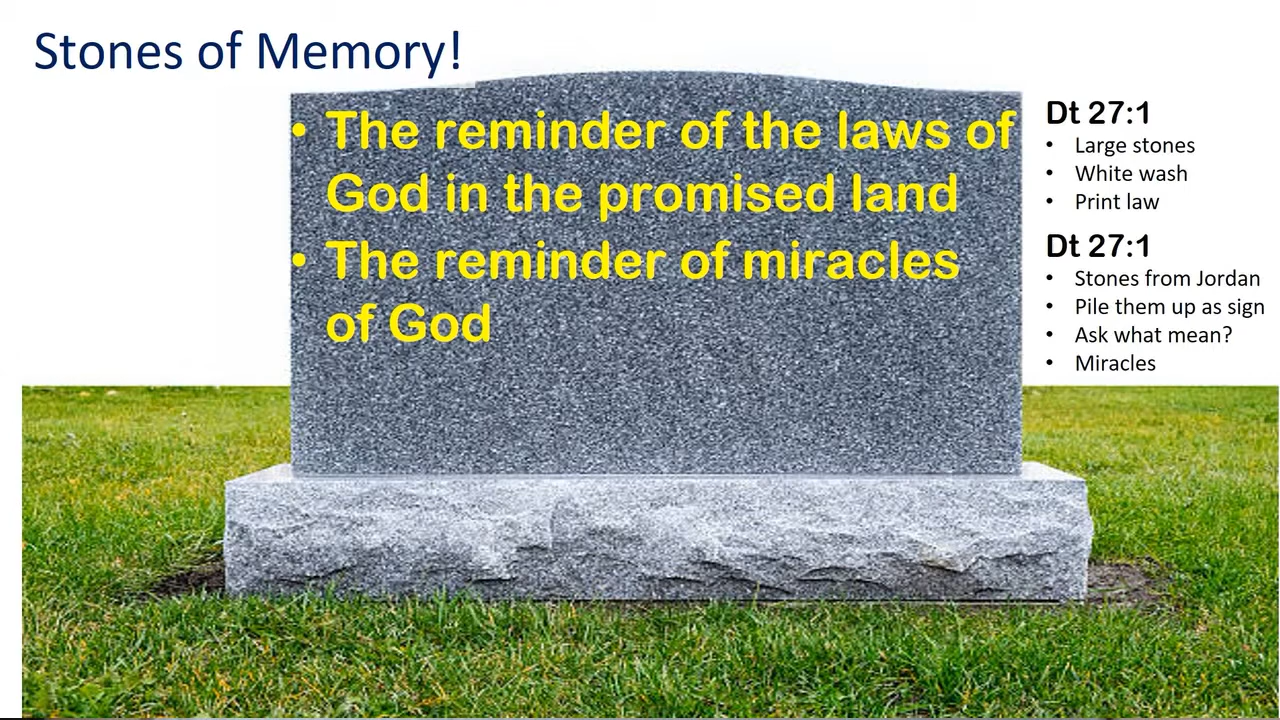 Stones of Memory!
• The reminder of the laws of
God in the promised land
• The reminder of miracles
of God
Dt 27:1
• Large stones
• White wash
• Print law
Dt 27:1
• Stones from Jordan
• Pile them up as sign
• Ask what mean?
• Miracles